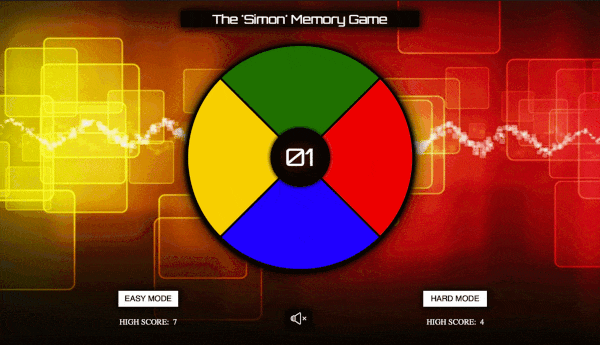 The 'Simon' Memory Game
01
EASY MODE
HARD MODE
HIGH SCORE: 7
HIGH SCORE: 4